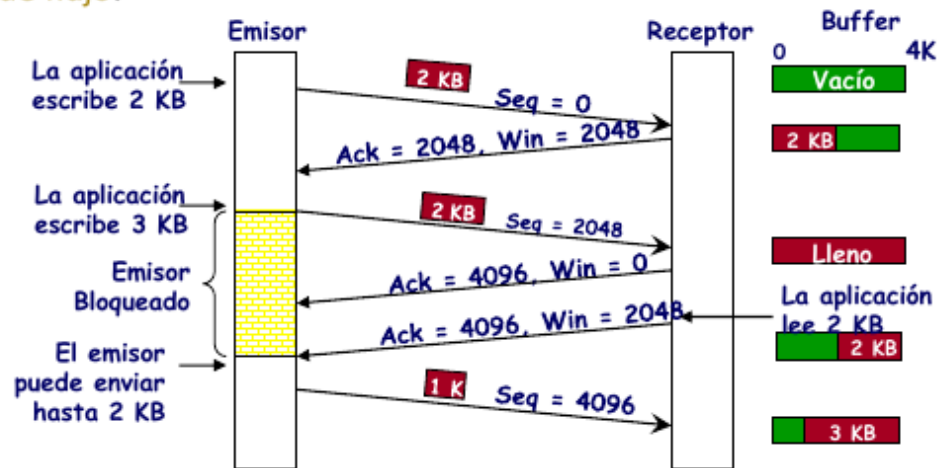 de flujo.
Emisor
Receptor
Buffer
0 4K
La aplicación
escribe 2 KB
2 KB
Seq = 0
Vacío
Ack = 2048, Win = 2048
2 KB
La aplicación
escribe 3 KB
2 KB
Seq = 2048
Lleno
Emisor
Bloqueado
Ack = 4096, Win = 0
La aplicación
lee 2 KB
Ack = 4096, Win = 2048
2 KB
El emisor
puede enviar
hasta 2 KB
1 K
Seq = 4096
3 KB